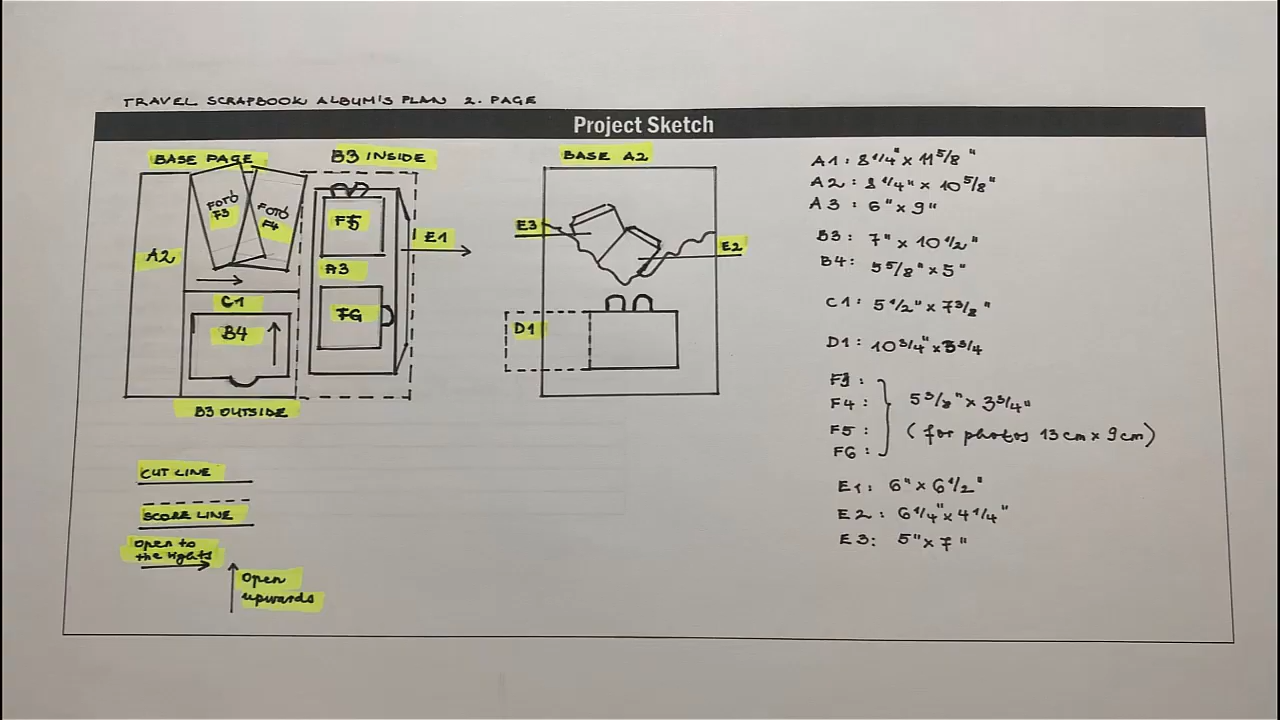 TRAVEL SCRAPBOOK ALBUM'S PLAN 2. PAGE
Project Sketch
BASE PAGE
B3 INSIDE
BASE A2
FOTO
F3
FOTO
F4
F5
E1
A2
A3
C1
F6
B4
B3 OUTSIDE
E3
E2
D1
A1: 8 1/4" x 11 5/8"
A2: 8 1/4" x 10 5/8"
A3: 6" x 9"
B3: 7" x 10 1/2"
B4: 5 5/8" x 5"
C1: 5 1/2" x 7 3/8"
D1: 10 3/4" x 3 3/4
F3:
F4:
F5:
F6:
5 3/8" x 3 3/4"
(for photos 13 cm x 9 cm)
E1: 6" x 6 1/2"
E2: 6 1/4" x 4 1/4"
E3: 5" x 7"
CUT LINE
SCORE LINE
Open to
the rights
Open
upwards